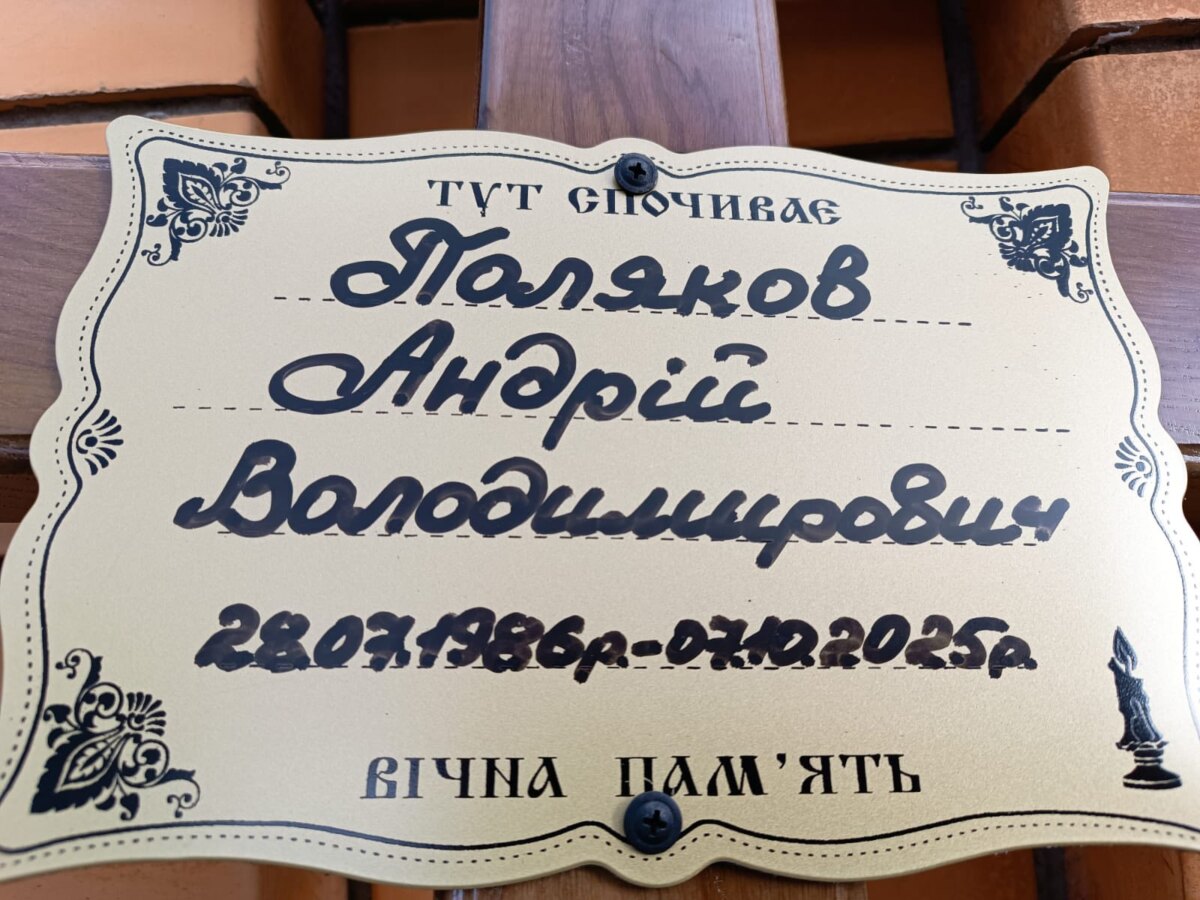 ТУТ СПОЧИВАЄ
Поляков
Андрій
Володимирович
28.07.1986р.-07.10.2025р.
ВІЧНА ПАМ'ЯТЬ